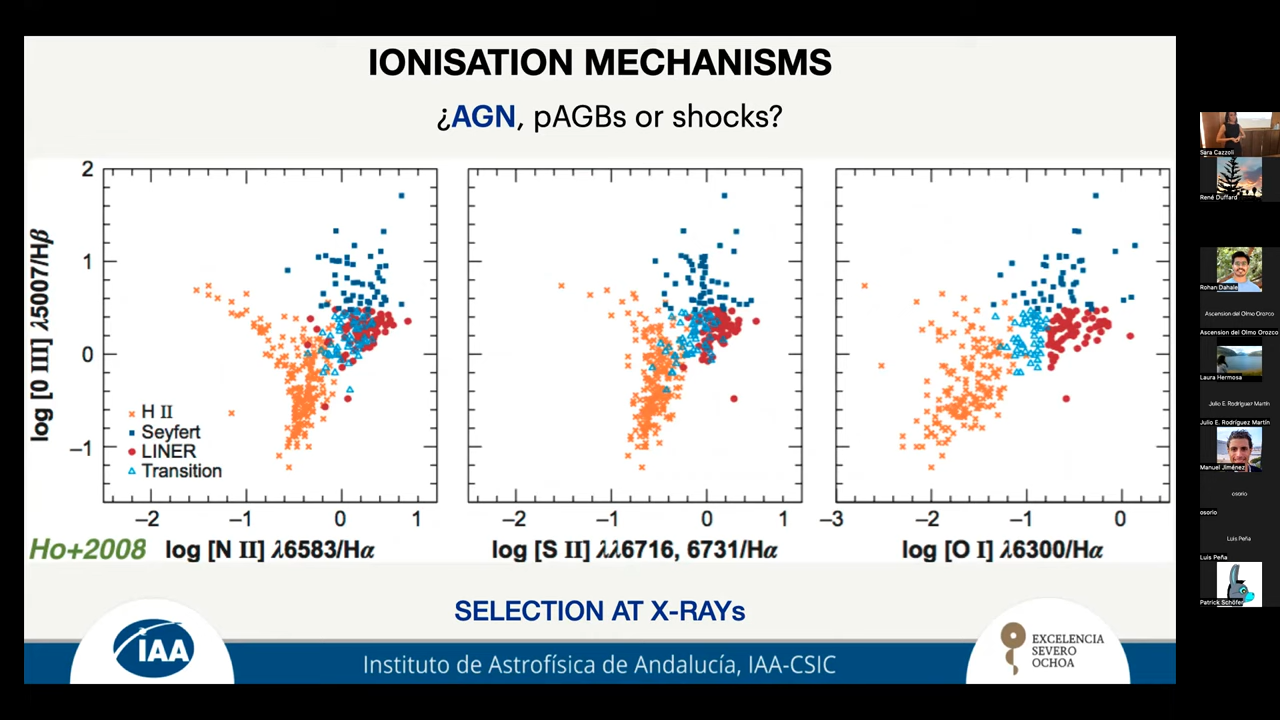 IONISATION MECHANISMS
¿AGN, pAGBs or shocks?
2
1
0
−1
log [O III] λ5007/Hβ
H II
Seyfert
LINER
Transition
−2 −1 0 1
−2 −1 0 1
−3 −2 −1 0
Ho+2008
log [N II] λ6583/Hα
log [S II] λλ6716, 6731/Hα
log [O I] λ6300/Hα
SELECTION AT X-RAYs
IAA
Instituto de Astrofísica de Andalucía, IAA-CSIC
EXCELENCIA
SEVERO
OCHOA
Sara Cazzoli
René Duffard
Rohan Dahale
Ascension del Olmo Orozco
Ascension del Olmo Orozco
Laura Hermosa
Julio E. Rodríguez Martín
Julio E. Rodríguez Martín
Manuel Jiménez
osorio
osorio
Luis Peña
Luis Peña
Patrick Schöfer